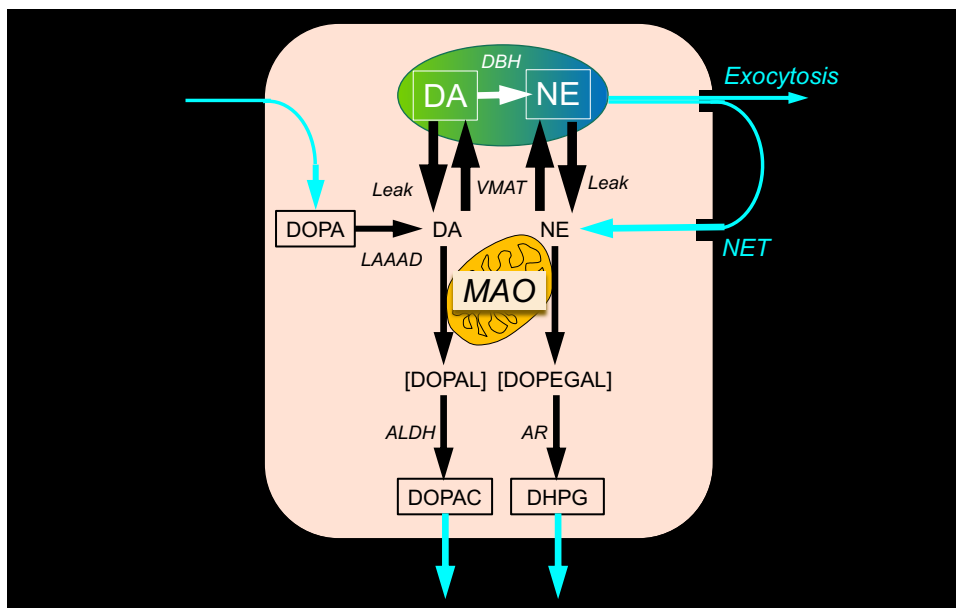 DBH
Exocytosis
DA
NE
Leak
VMAT
Leak
DOPA
DA
NE
NET
LAAAD
MAO
[DOPAL]
[DOPEGAL]
ALDH
AR
DOPAC
DHPG